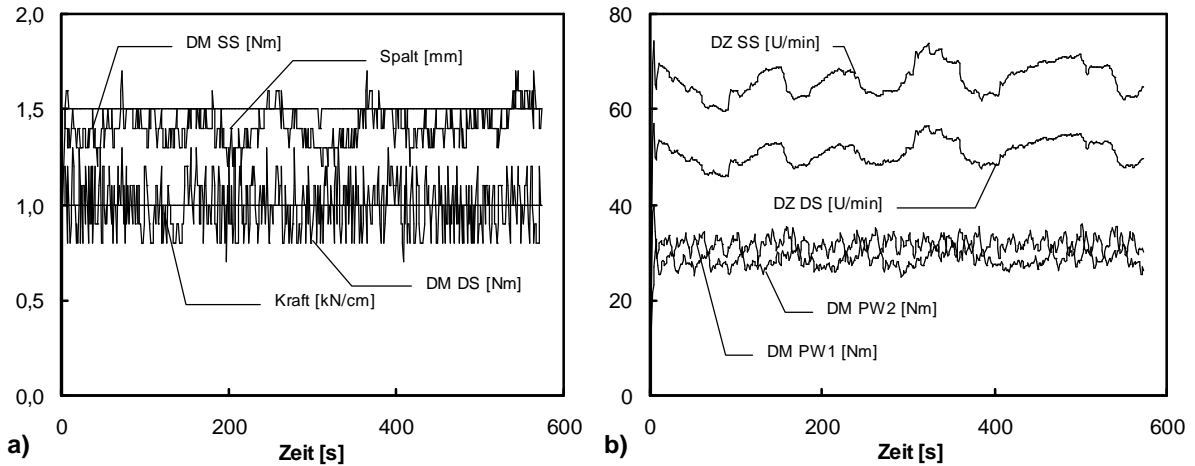 2,0
1,5
1,0
0,5
0,0
0
200
400
600
DM SS [Nm]
Spalt [mm]
Kraft [kN/cm]
DM DS [Nm]
a)
Zeit [s]
80
60
40
20
0
0
200
400
600
DZ SS [U/min]
DZ DS [U/min]
DM PW2 [Nm]
DM PW1 [Nm]
b)
Zeit [s]